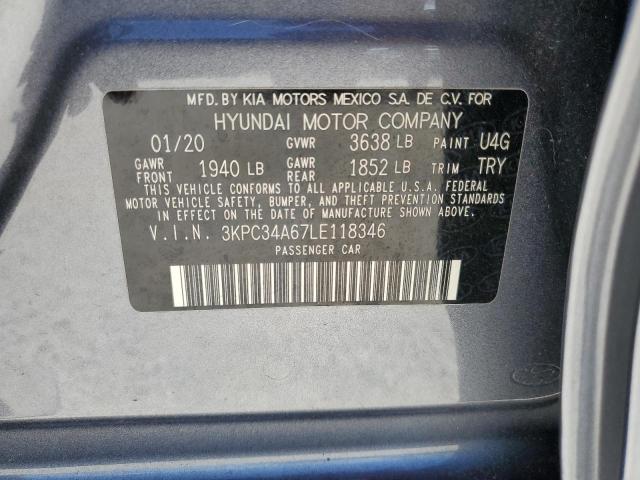 MFD. BY KIA MOTORS MEXICO S.A. DE C.V. FOR
HYUNDAI MOTOR COMPANY
01/20 GVWR 3638 LB PAINT U4G
GAWR FRONT 1940 LB GAWR REAR 1852 LB TRIM TRY
THIS VEHICLE CONFORMS TO ALL APPLICABLE U.S.A. FEDERAL
MOTOR VEHICLE SAFETY, BUMPER, AND THEFT PREVENTION STANDARDS
IN EFFECT ON THE DATE OF MANUFACTURE SHOWN ABOVE.
V.I.N. 3KPC34A67LE118346
PASSENGER CAR